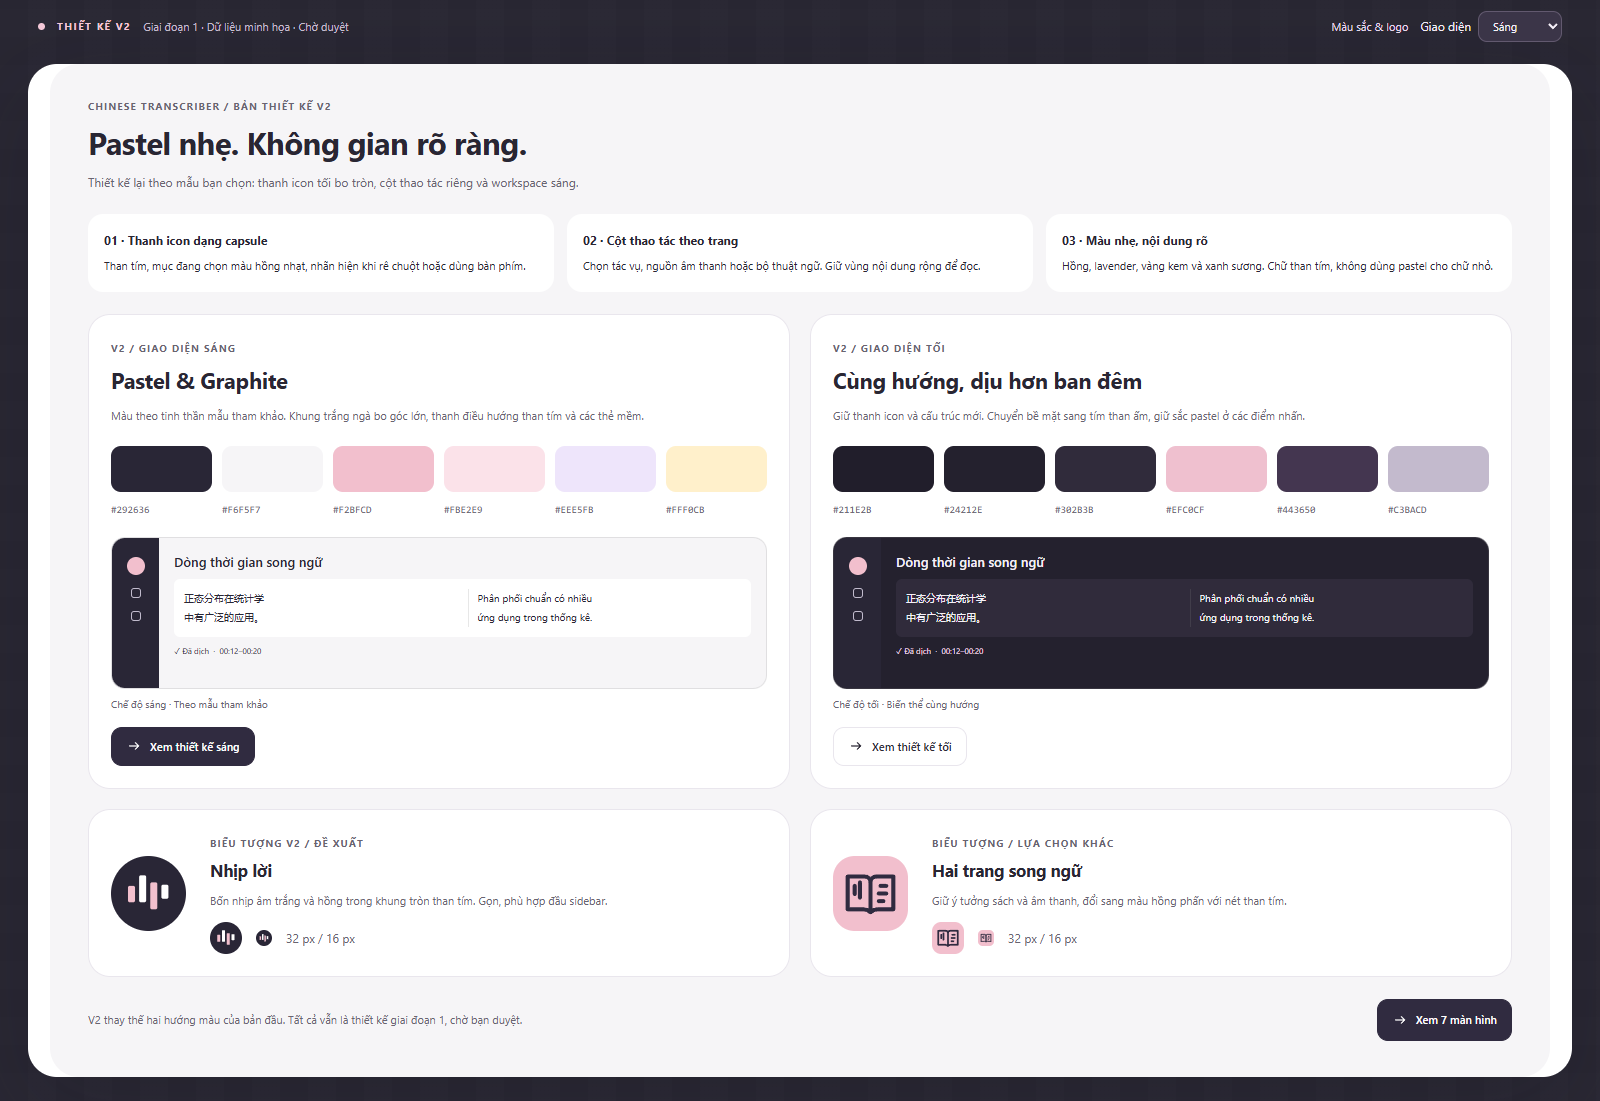 THIẾT KẾ V2 Giai đoạn 1 · Dữ liệu minh họa · Chờ duyệt
Màu sắc & logo Giao diện Sáng
CHINESE TRANSCRIBER / BẢN THIẾT KẾ V2
Pastel nhẹ. Không gian rõ ràng.
Thiết kế lại theo mẫu bạn chọn: thanh icon tối bo tròn, cột thao tác riêng và workspace sáng.
01 · Thanh icon dạng capsule
Than tím, mục đang chọn màu hồng nhạt, nhãn hiện khi rê chuột hoặc dùng bàn phím.
02 · Cột thao tác theo trang
Chọn tác vụ, nguồn âm thanh hoặc bộ thuật ngữ. Giữ vùng nội dung rộng để đọc.
03 · Màu nhẹ, nội dung rõ
Hồng, lavender, vàng kem và xanh sương. Chữ than tím, không dùng pastel cho chữ nhỏ.
V2 / GIAO DIỆN SÁNG
Pastel & Graphite
Màu theo tinh thần mẫu tham khảo. Khung trắng ngà bo góc lớn, thanh điều hướng than tím và các thẻ mềm.
#292636 #F6F5F7 #F2BFCD #FBE2E9 #EEE5FB #FFF0CB
Dòng thời gian song ngữ
正态分布在统计学
中有广泛的应用。
Phân phối chuẩn có nhiều
ứng dụng trong thống kê.
✓ Đã dịch · 00:12–00:20
Chế độ sáng · Theo mẫu tham khảo
→ Xem thiết kế sáng
V2 / GIAO DIỆN TỐI
Cùng hướng, dịu hơn ban đêm
Giữ thanh icon và cấu trúc mới. Chuyển bề mặt sang tím than ấm, giữ sắc pastel ở các điểm nhấn.
#211E2B #24212E #302B3B #EFC0CF #443650 #C3BACD
Dòng thời gian song ngữ
正态分布在统计学
中有广泛的应用。
Phân phối chuẩn có nhiều
ứng dụng trong thống kê.
✓ Đã dịch · 00:12–00:20
Chế độ tối · Biến thể cùng hướng
→ Xem thiết kế tối
BIỂU TƯỢNG V2 / ĐỀ XUẤT
Nhịp lời
Bốn nhịp âm trắng và hồng trong khung tròn than tím. Gọn, phù hợp đầu sidebar.
32 px / 16 px
BIỂU TƯỢNG / LỰA CHỌN KHÁC
Hai trang song ngữ
Giữ ý tưởng sách và âm thanh, đổi sang màu hồng phấn với nét than tím.
32 px / 16 px
V2 thay thế hai hướng màu của bản đầu. Tất cả vẫn là thiết kế giai đoạn 1, chờ bạn duyệt.
→ Xem 7 màn hình